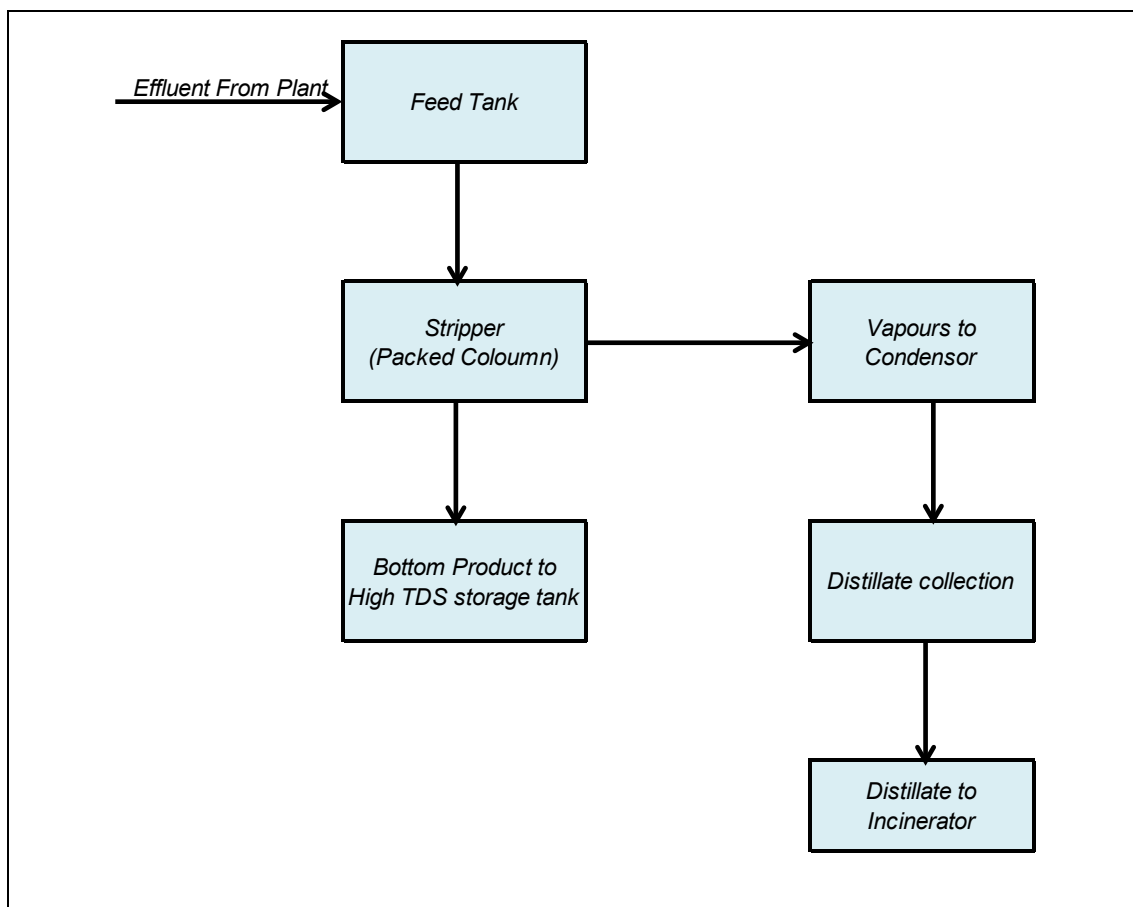 Effluent From Plant
Feed Tank
Stripper
(Packed Coloumn)
Vapours to
Condensor
Bottom Product to
High TDS storage tank
Distillate collection
Distillate to
Incinerator